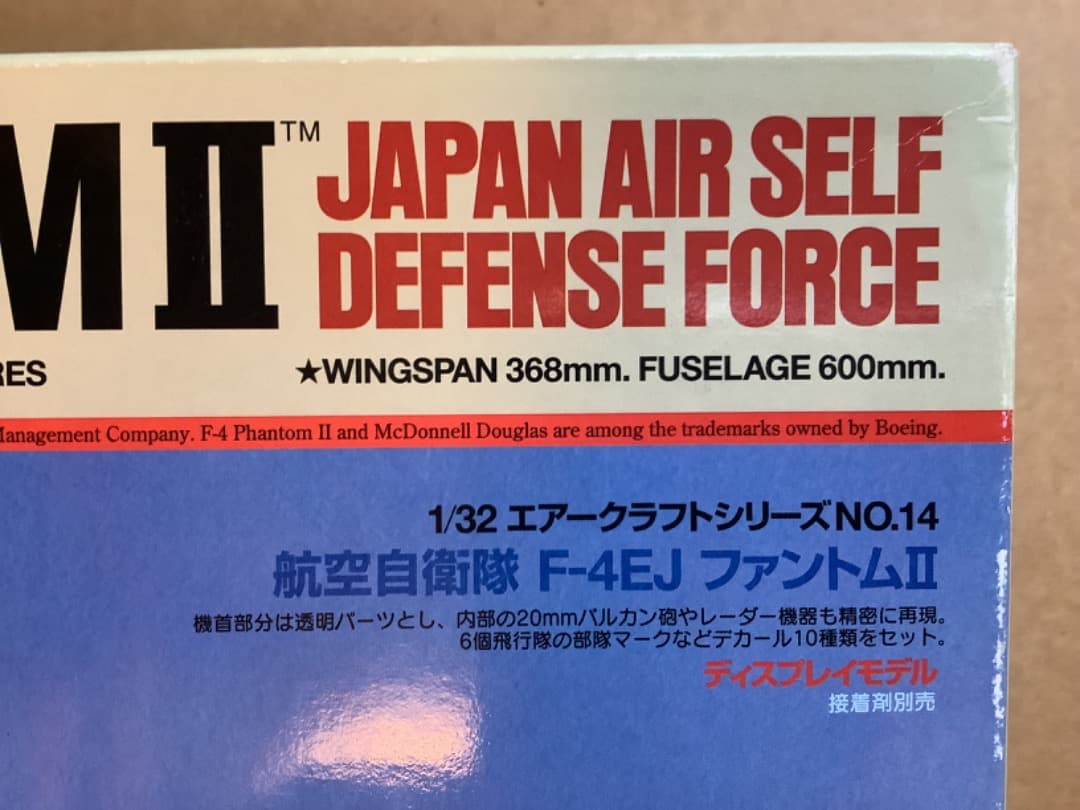 M II™ JAPAN AIR SELF
DEFENSE FORCE
RES ★WINGSPAN 368mm. FUSELAGE 600mm.
Management Company. F-4 Phantom II and McDonnell Douglas are among the trademarks owned by Boeing.
1/32 エアークラフトシリーズNO.14
航空自衛隊 F-4EJ ファントムII
機首部分は透明パーツとし、内部の20mmバルカン砲やレーダー機器も精密に再現。
6個飛行隊の部隊マークなどデカール10種類をセット。
ディスプレイモデル
接着剤別売